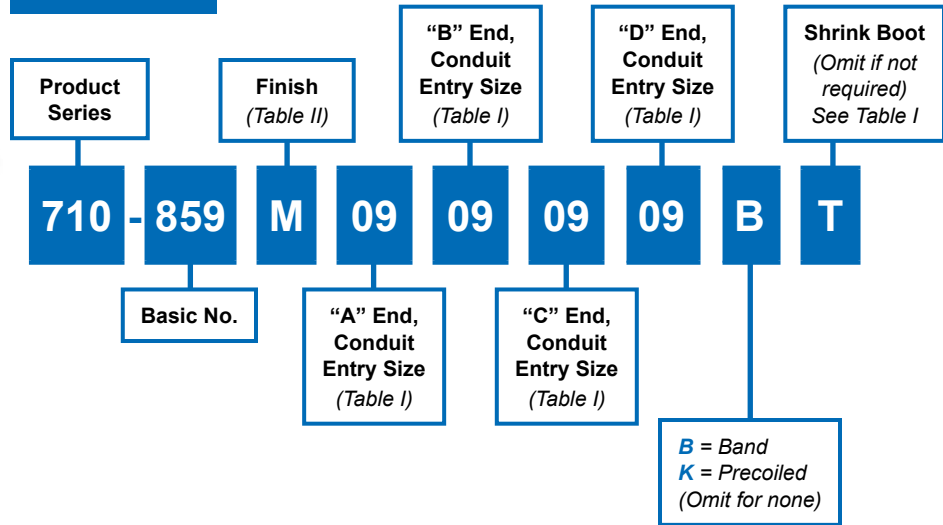 Product
Series
Finish
(Table II)
“B” End,
Conduit
Entry Size
(Table I)
“D” End,
Conduit
Entry Size
(Table I)
Shrink Boot
(Omit if not
required)
See Table I
710 - 859 M 09 09 09 09 B T
Basic No.
“A” End,
Conduit
Entry Size
(Table I)
“C” End,
Conduit
Entry Size
(Table I)
B = Band
K = Precoiled
(Omit for none)